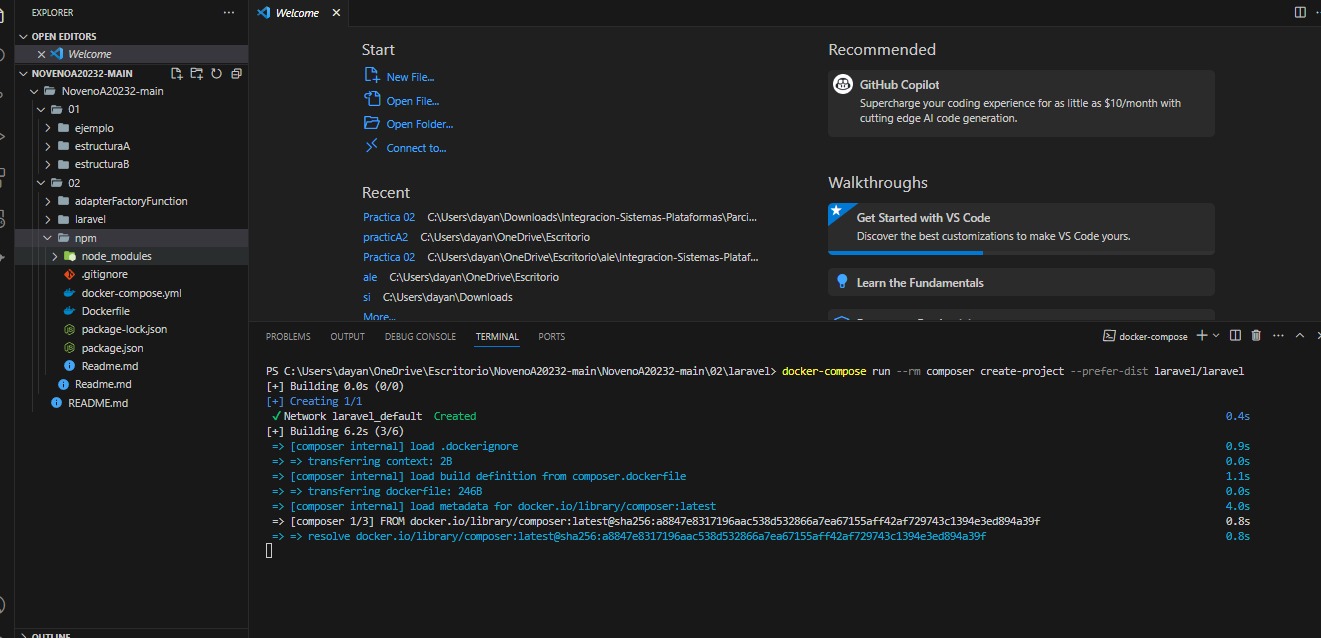 EXPLORER
OPEN EDITORS
Welcome
NOVENOA20232-MAIN
NovenoA20232-main
01
ejemplo
estructuraA
estructuraB
02
adapterFactoryFunction
laravel
npm
node_modules
.gitignore
docker-compose.yml
Dockerfile
package-lock.json
package.json
Readme.md
Readme.md
README.md
OUTLINE
Welcome
Start
New File...
Open File...
Open Folder...
Connect to...
Recent
Practica 02 C:\Users\dayan\Downloads\Integracion-Sistemas-Plataformas\Parci...
practicA2 C:\Users\dayan\OneDrive\Escritorio
Practica 02 C:\Users\dayan\OneDrive\Escritorio\ale\Integracion-Sistemas-Plataf...
ale C:\Users\dayan\OneDrive\Escritorio
si C:\Users\dayan\Downloads
More...
Recommended
GitHub Copilot
Supercharge your coding experience for as little as $10/month with
cutting edge AI code generation.
Walkthroughs
Get Started with VS Code
Discover the best customizations to make VS Code yours.
Learn the Fundamentals
PROBLEMS OUTPUT DEBUG CONSOLE TERMINAL PORTS
docker-compose
PS C:\Users\dayan\OneDrive\Escritorio\NovenoA20232-main\NovenoA20232-main\02\laravel> docker-compose run --rm composer create-project --prefer-dist laravel/laravel
[+] Building 0.0s (0/0)
[+] Creating 1/1
✓ Network laravel_default Created 0.4s
[+] Building 6.2s (3/6)
=> [composer internal] load .dockerignore 0.9s
=> => transferring context: 2B 0.0s
=> [composer internal] load build definition from composer.dockerfile 1.1s
=> => transferring dockerfile: 246B 0.0s
=> [composer internal] load metadata for docker.io/library/composer:latest 4.0s
=> [composer 1/3] FROM docker.io/library/composer:latest@sha256:a8847e8317196aac538d532866a7ea67155aff42af729743c1394e3ed894a39f 0.8s
=> => resolve docker.io/library/composer:latest@sha256:a8847e8317196aac538d532866a7ea67155aff42af729743c1394e3ed894a39f 0.8s